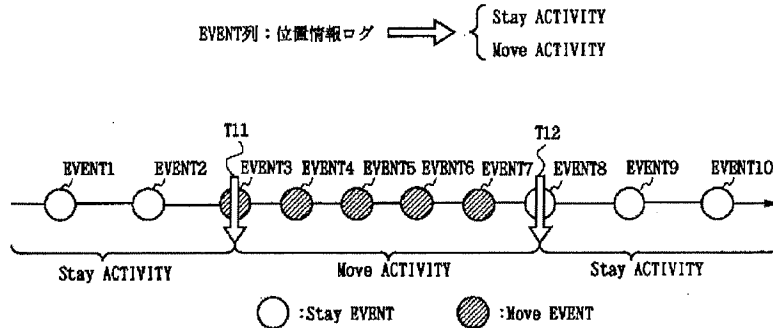 EVENT列：位置情報ログ
Stay ACTIVITY
Move ACTIVITY
T11
T12
EVENT1 EVENT2 EVENT3 EVENT4 EVENT5 EVENT6 EVENT7 EVENT8 EVENT9 EVENT10
Stay ACTIVITY Move ACTIVITY Stay ACTIVITY
:Stay EVENT :Move EVENT